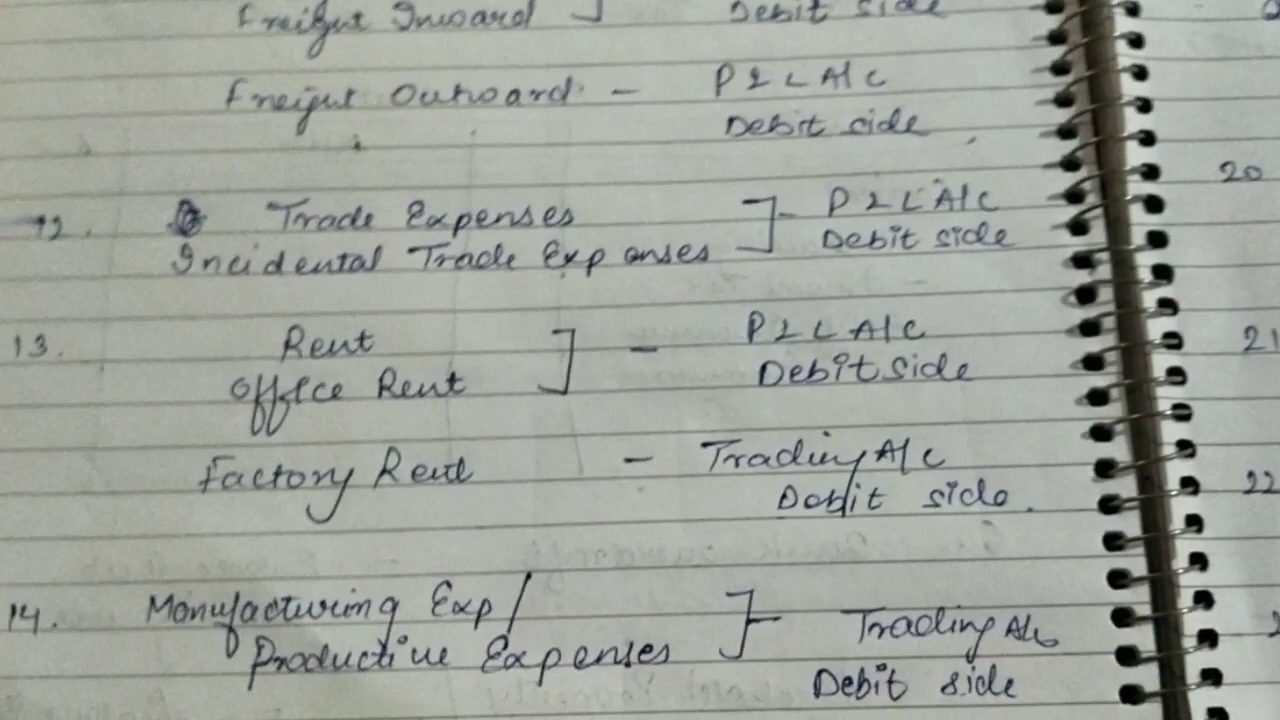 Freight Inward ] Debit side
Freight Outward - P & L A/c
Debit side
12. Trade Expenses ] - P & L A/c
Incidental Trade Expenses Debit side
13. Rent ] - P & L A/c
Office Rent Debit side
Factory Rent - Trading A/c
Debit side.
14. Manufacturing Exp/ ] - Trading A/c
Productive Expenses
Debit side
20
21
22